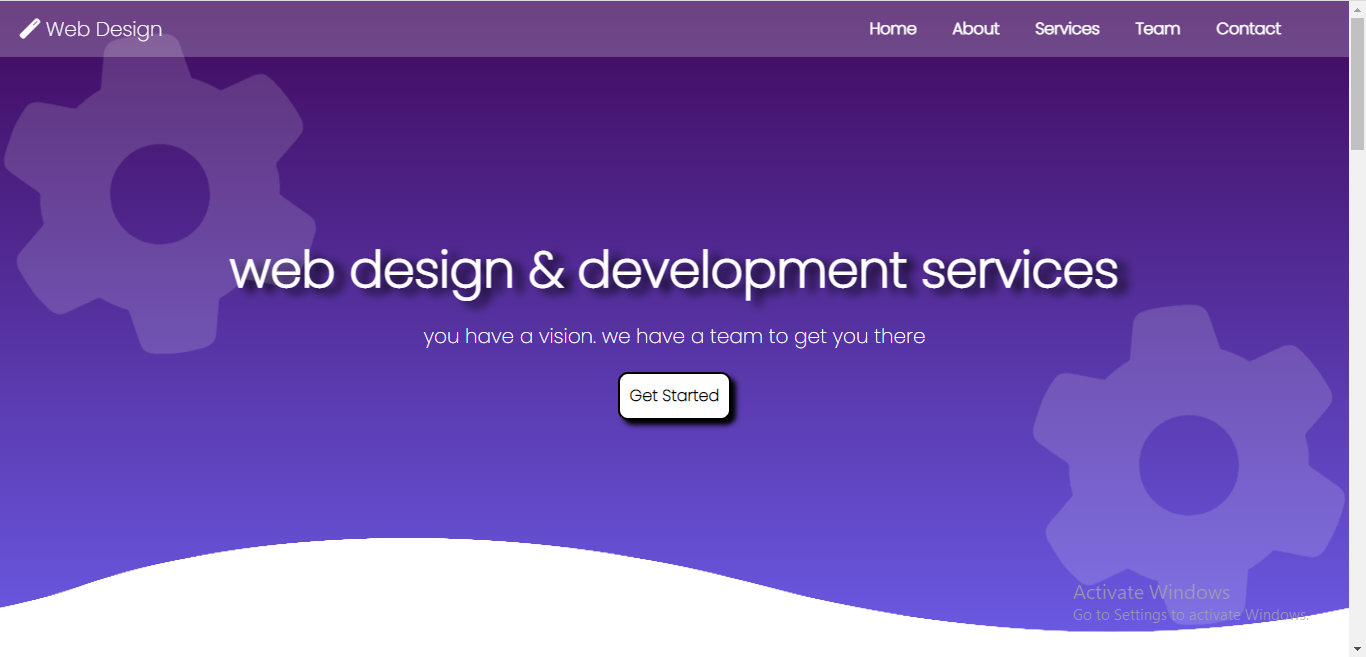 Web Design
Home About Services Team Contact
web design & development services
you have a vision. we have a team to get you there
Get Started
Activate Windows
Go to Settings to activate Windows.